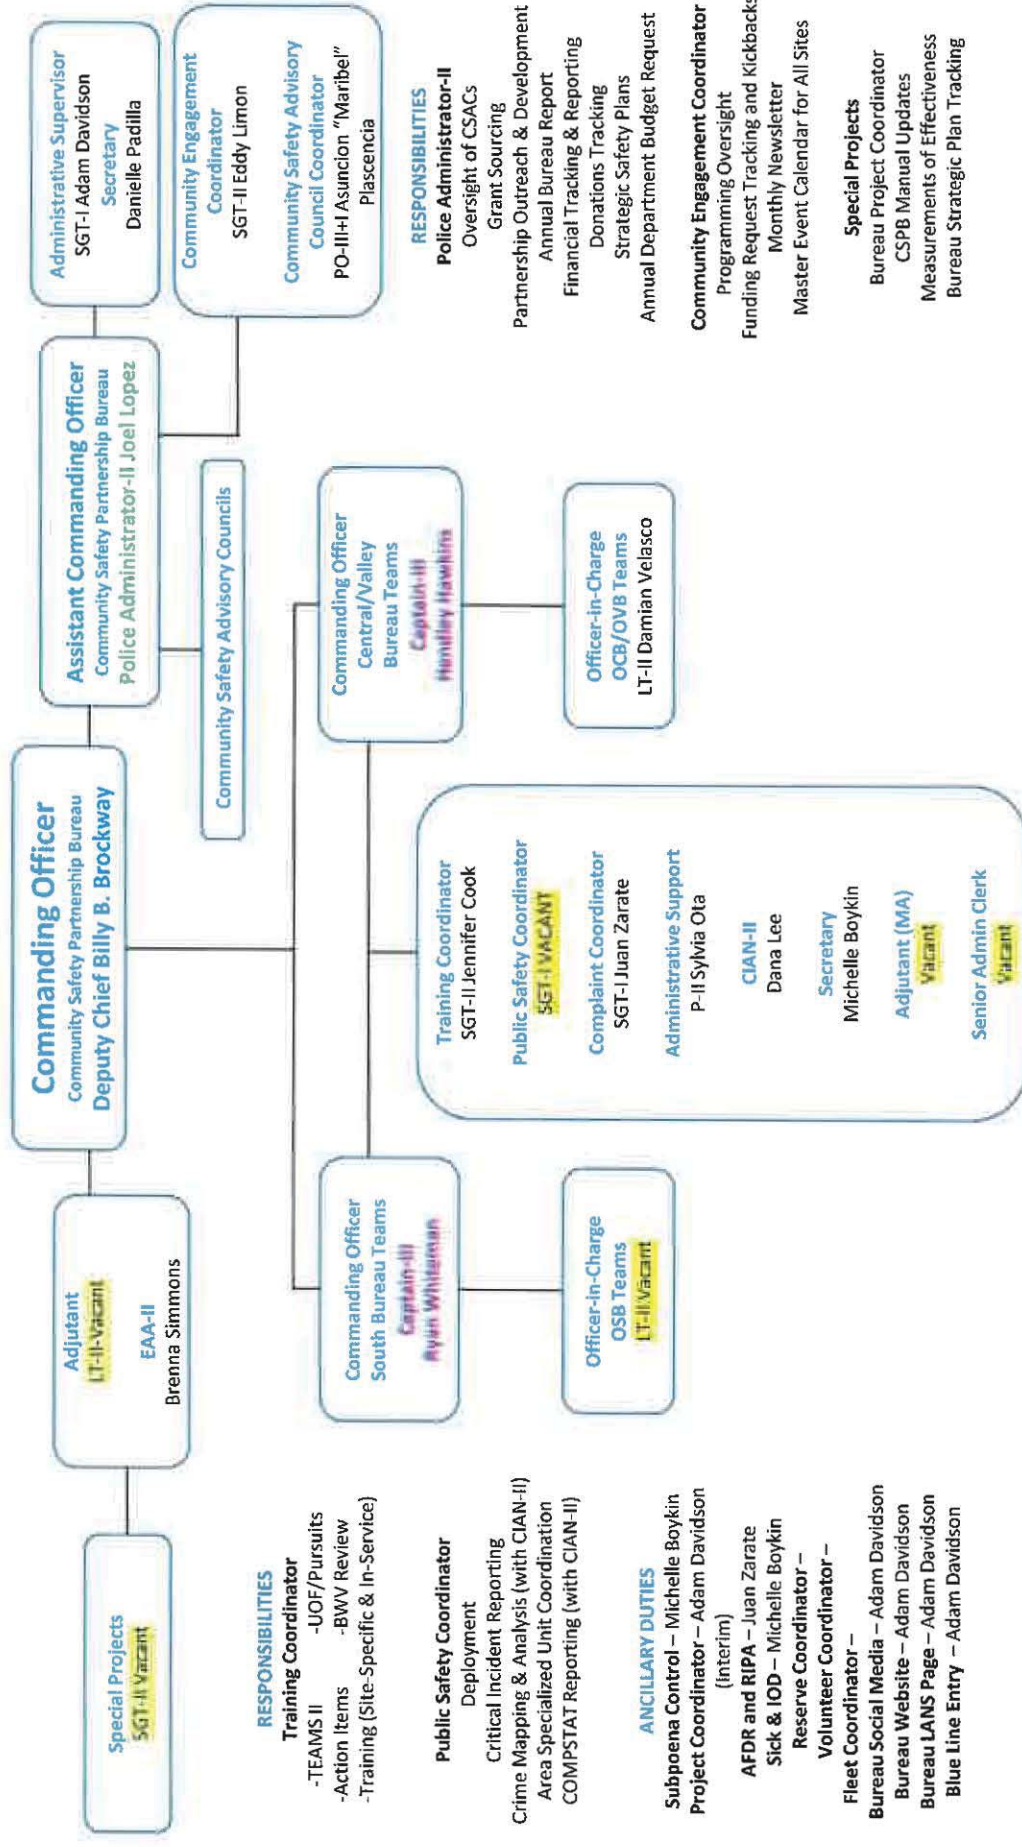 Commanding Officer
Community Safety Partnership Bureau
Deputy Chief Billy B. Brockway
Special Projects
SGT-II Vacant
Adjutant
LT-II-Vacant
EAA-II
Brenna Simmons
Assistant Commanding Officer
Community Safety Partnership Bureau
Police Administrator-II Joel Lopez
Administrative Supervisor
SGT-I Adam Davidson
Secretary
Danielle Padilla
Community Engagement
Coordinator
SGT-II Eddy Limon
Community Safety Advisory
Council Coordinator
PO-III+I Asuncion "Maribel"
Plascencia
Community Safety Advisory Councils
Commanding Officer
South Bureau Teams
Captain-III
Ryan Whiteman
Commanding Officer
Central/Valley
Bureau Teams
Captain-III
Hundley Hawkins
Officer-in-Charge
OSB Teams
LT-II Vacant
Training Coordinator
SGT-II Jennifer Cook
Public Safety Coordinator
SGT-I VACANT
Complaint Coordinator
SGT-I Juan Zarate
Administrative Support
P-II Sylvia Ota
CIAN-II
Dana Lee
Secretary
Michelle Boykin
Adjutant (MA)
Vacant
Senior Admin Clerk
Vacant
Officer-in-Charge
OCB/OVB Teams
LT-II Damian Velasco
RESPONSIBILITIES
Training Coordinator
-TEAMS II -UOF/Pursuits
-Action Items -BWV Review
-Training (Site-Specific & In-Service)
Public Safety Coordinator
Deployment
Critical Incident Reporting
Crime Mapping & Analysis (with CIAN-II)
Area Specialized Unit Coordination
COMPSTAT Reporting (with CIAN-II)
ANCILLARY DUTIES
Subpoena Control – Michelle Boykin
Project Coordinator – Adam Davidson
(Interim)
AFDR and RIPA – Juan Zarate
Sick & IOD – Michelle Boykin
Reserve Coordinator –
Volunteer Coordinator –
Fleet Coordinator –
Bureau Social Media – Adam Davidson
Bureau Website – Adam Davidson
Bureau LANS Page – Adam Davidson
Blue Line Entry – Adam Davidson
RESPONSIBILITIES
Police Administrator-II
Oversight of CSACs
Grant Sourcing
Partnership Outreach & Development
Annual Bureau Report
Financial Tracking & Reporting
Donations Tracking
Strategic Safety Plans
Annual Department Budget Request
Community Engagement Coordinator
Programming Oversight
Funding Request Tracking and Kickbacks
Monthly Newsletter
Master Event Calendar for All Sites
Special Projects
Bureau Project Coordinator
CSPB Manual Updates
Measurements of Effectiveness
Bureau Strategic Plan Tracking